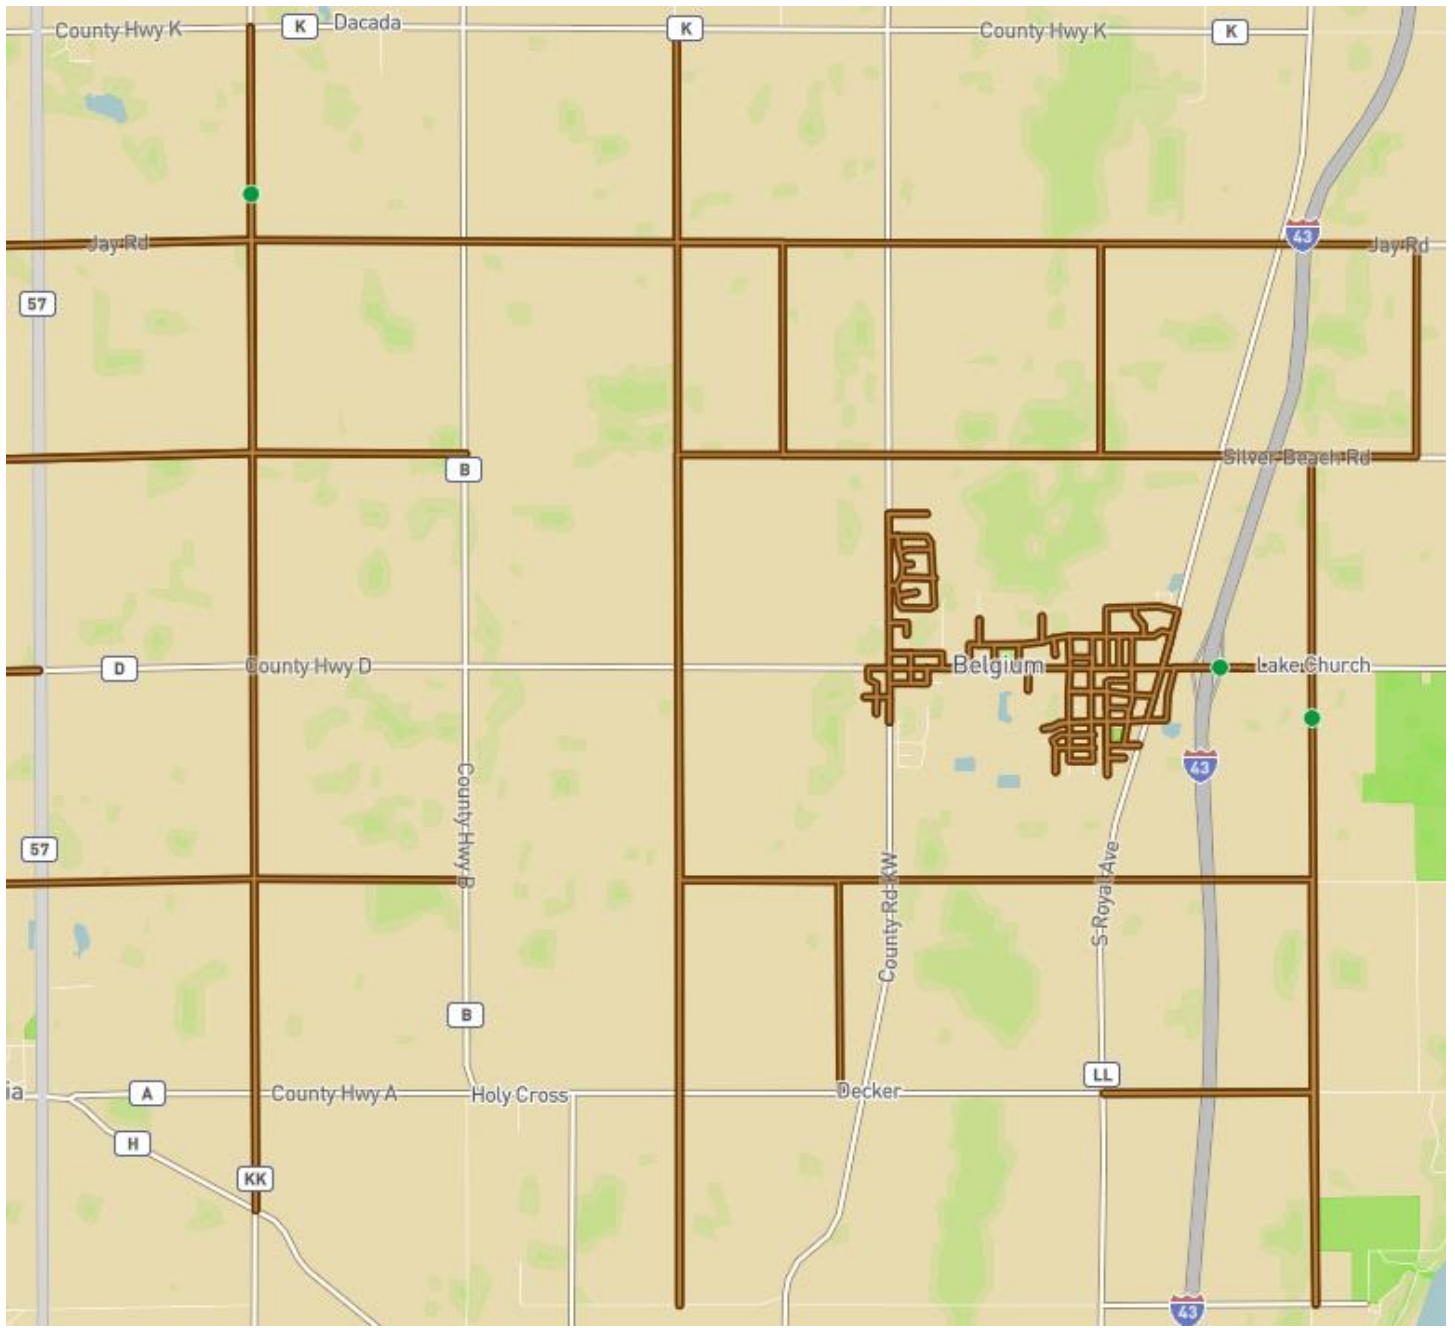 County Hwy K
K
Dacada
K
County Hwy K
K
Jay Rd
43
Jay Rd
57
B
Silver Beach Rd
D
County Hwy D
Belgium
Lake Church
43
57
County Hwy B
County Rd KW
S Royal Ave
B
LL
ia
A
County Hwy A
Holy Cross
Decker
H
KK
43